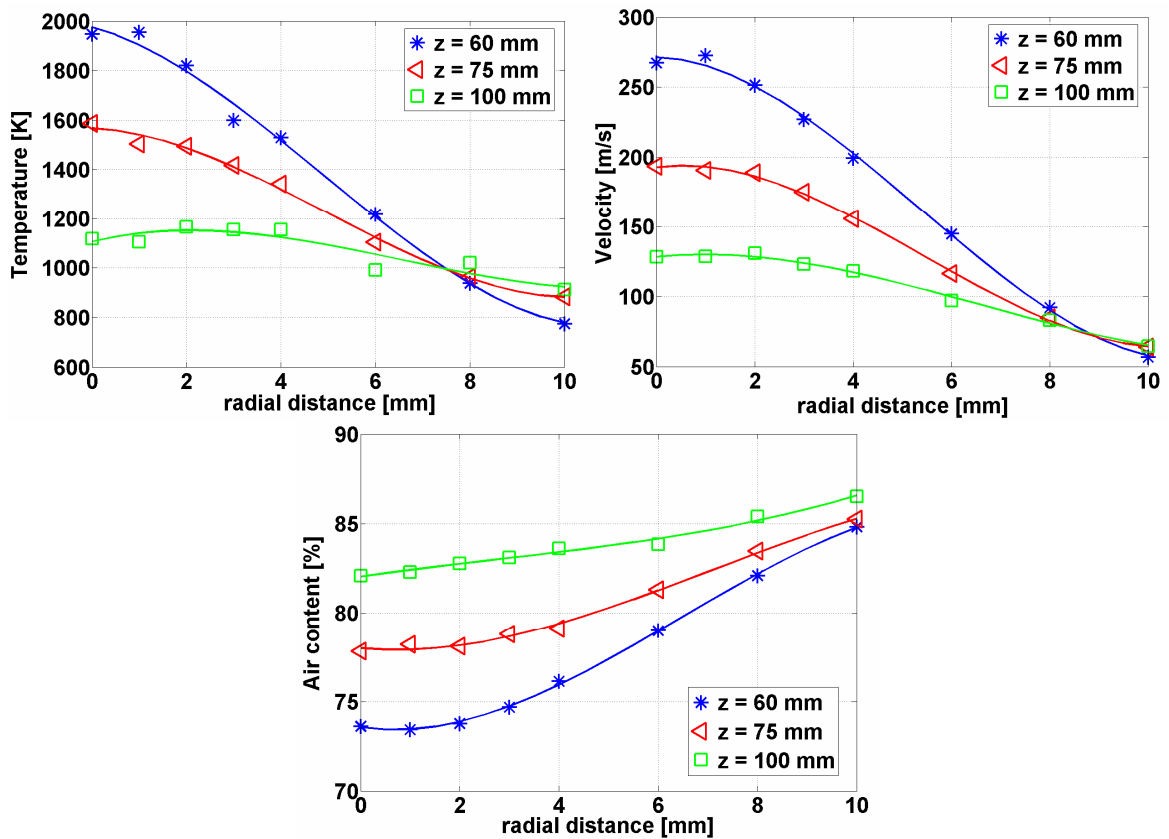 2000
1800
1600
1400
1200
1000
800
600
Temperature [K]
0 2 4 6 8 10
radial distance [mm]
z = 60 mm
z = 75 mm
z = 100 mm
300
250
200
150
100
50
Velocity [m/s]
0 2 4 6 8 10
radial distance [mm]
z = 60 mm
z = 75 mm
z = 100 mm
90
85
80
75
70
Air content [%]
0 2 4 6 8 10
radial distance [mm]
z = 60 mm
z = 75 mm
z = 100 mm